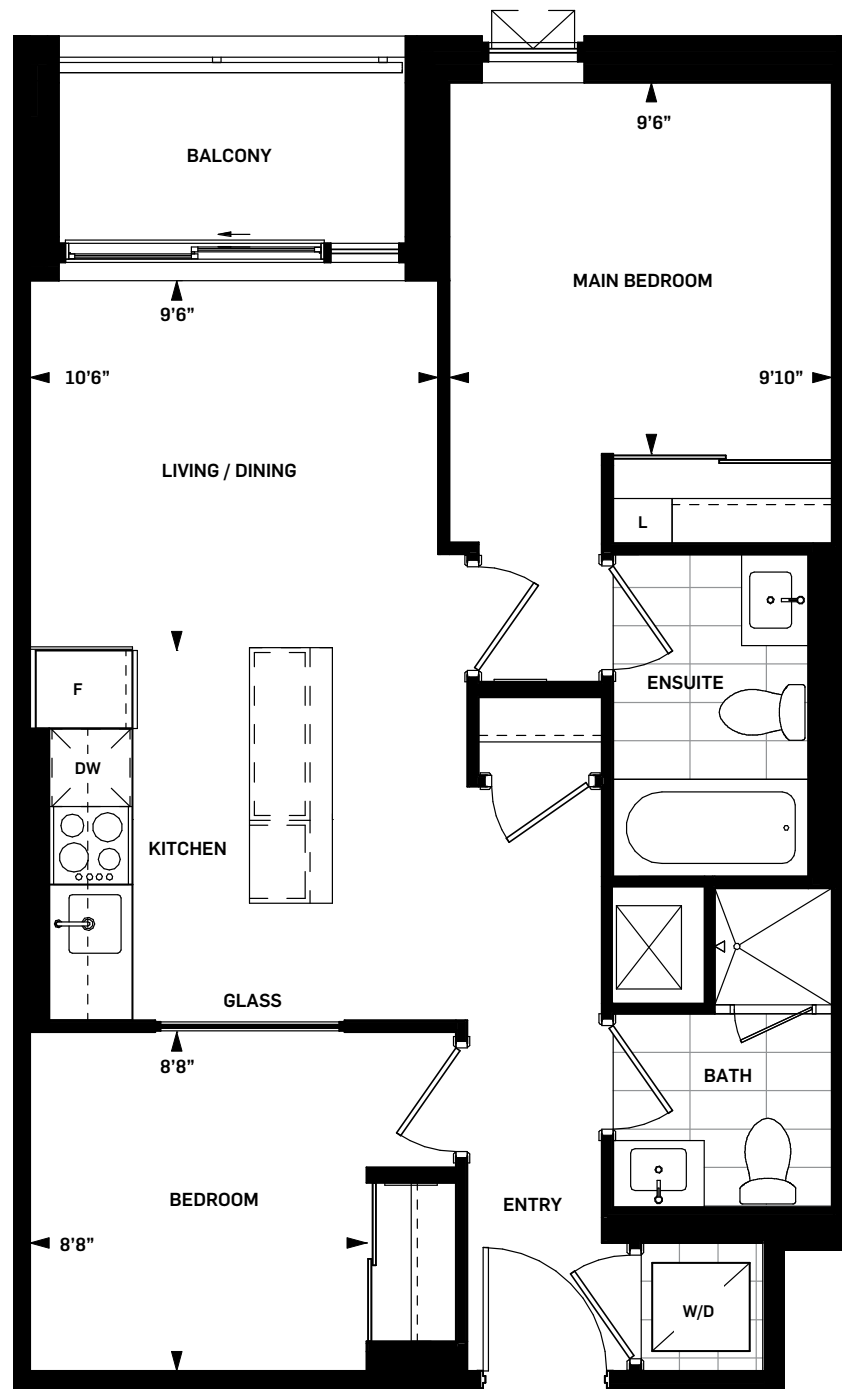 9'6”
BALCONY
MAIN BEDROOM
9'6”
10'6”
9'10”
LIVING / DINING
L
F
ENSUITE
DW
KITCHEN
GLASS
8'8”
BATH
BEDROOM
ENTRY
8'8”
W/D